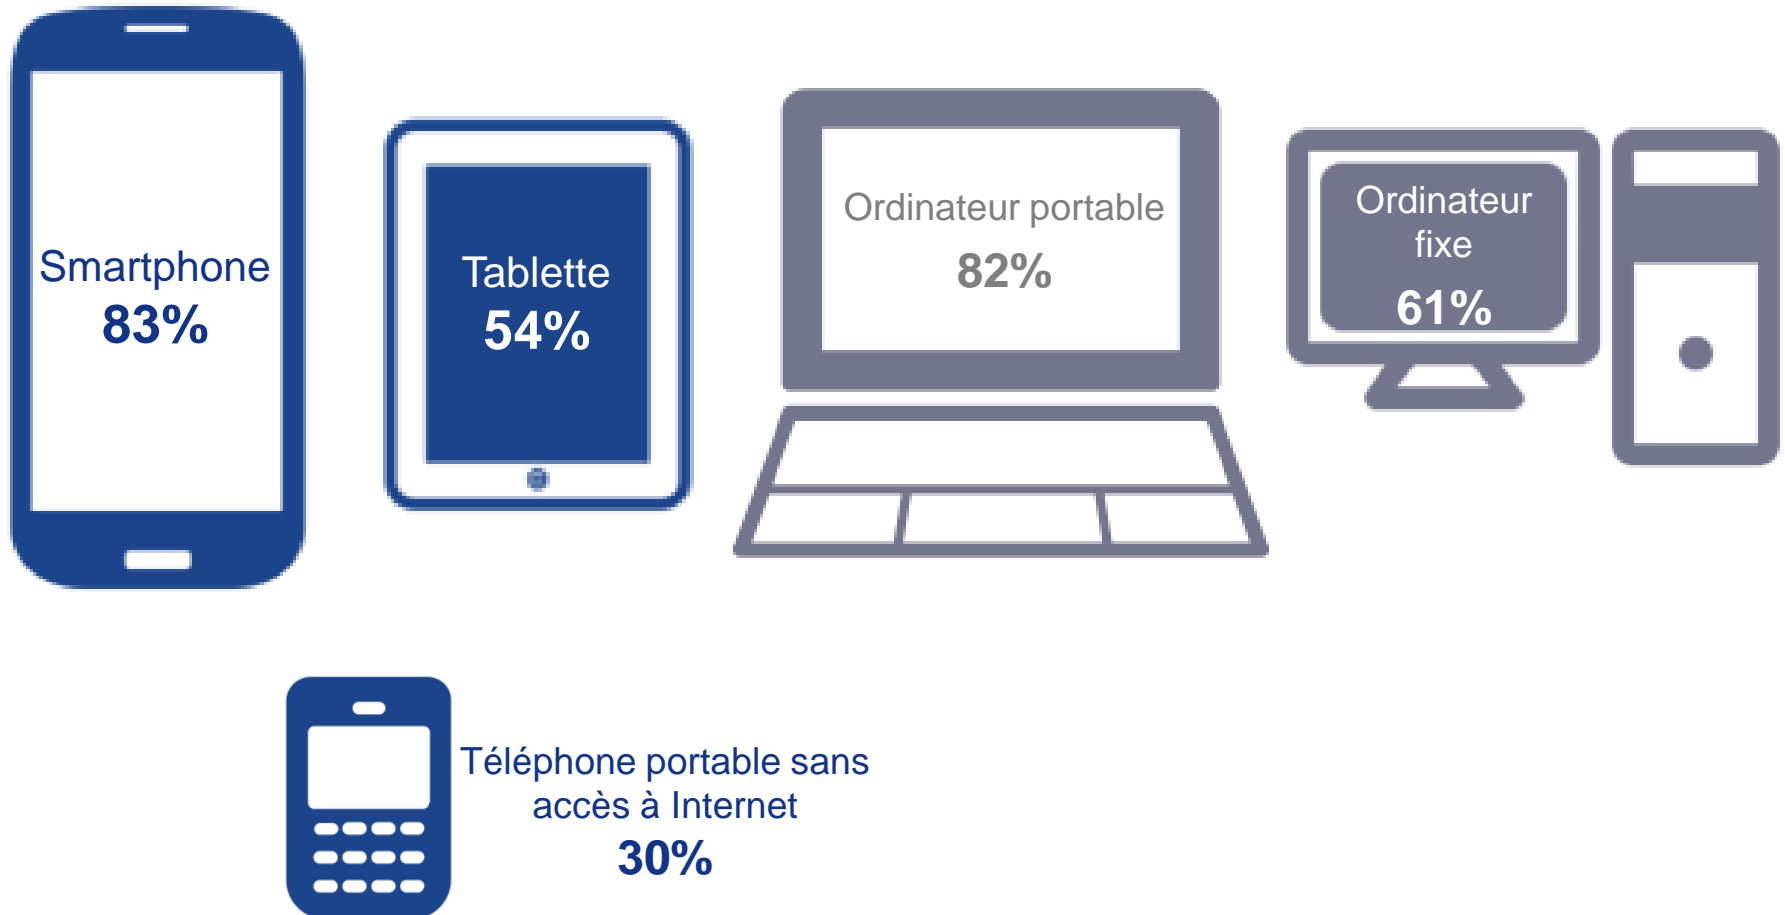 Smartphone
83%
Tablette
54%
Ordinateur portable
82%
Ordinateur
fixe
61%
Téléphone portable sans
accès à Internet
30%